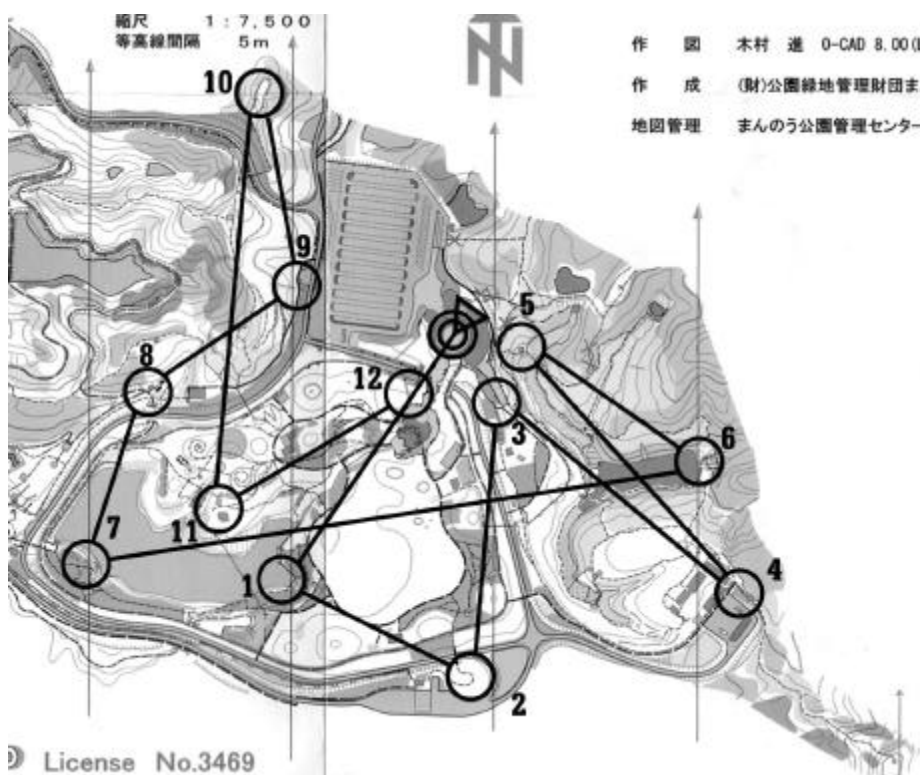 縮尺 1:7,500
等高線間隔 5m
作 図 木村 進 O-CAD 8.00
作 成 (財)公園緑地管理財団ま
地図管理 まんのう公園管理センター
10
9
5
8
12
3
6
7
11
1
4
2
License No.3469